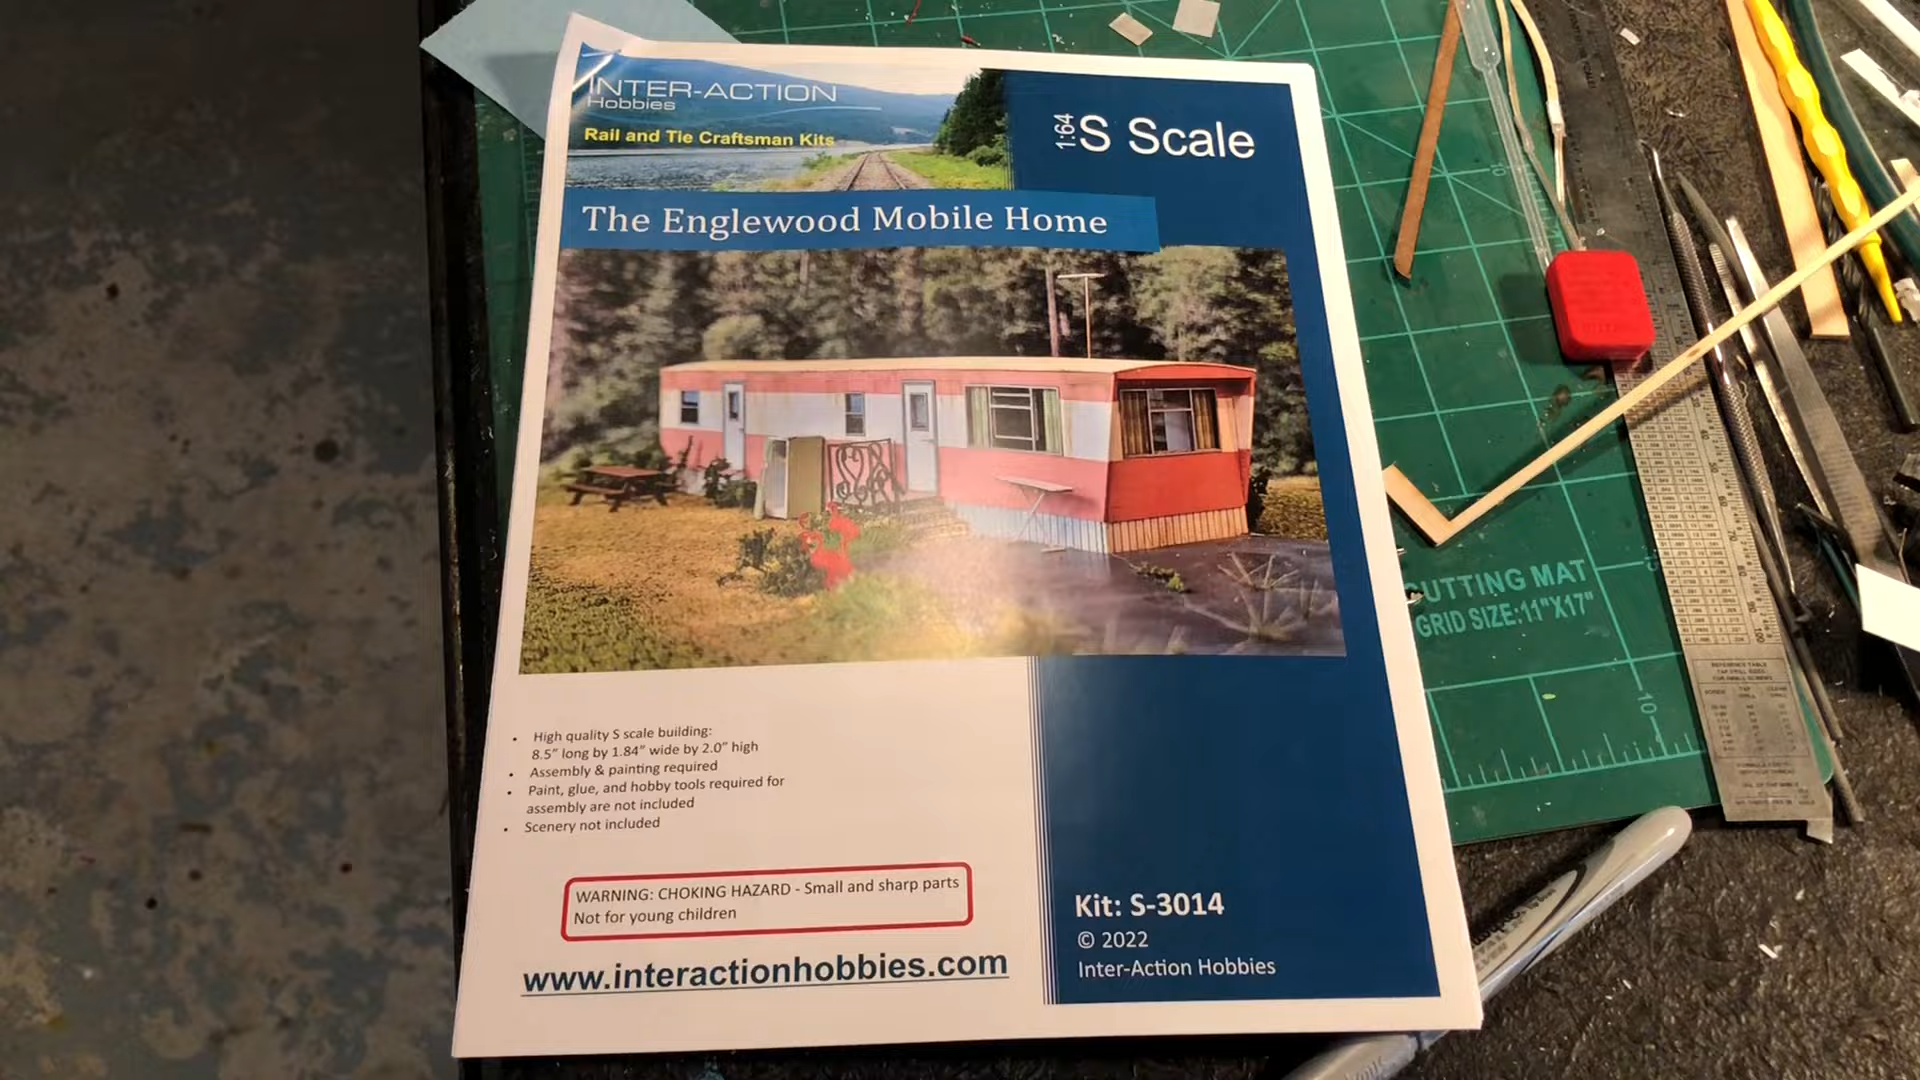 INTER-ACTION
Hobbies
Rail and Tie Craftsman Kits
1:64 S Scale
The Englewood Mobile Home
• High quality S scale building:
8.5" long by 1.84" wide by 2.0" high
• Assembly & painting required
• Paint, glue, and hobby tools required for
assembly are not included
• Scenery not included
WARNING: CHOKING HAZARD - Small and sharp parts
Not for young children
www.interactionhobbies.com
Kit: S-3014
© 2022
Inter-Action Hobbies
CUTTING MAT
GRID SIZE:11"X17"
10
REFERENCE TABLE